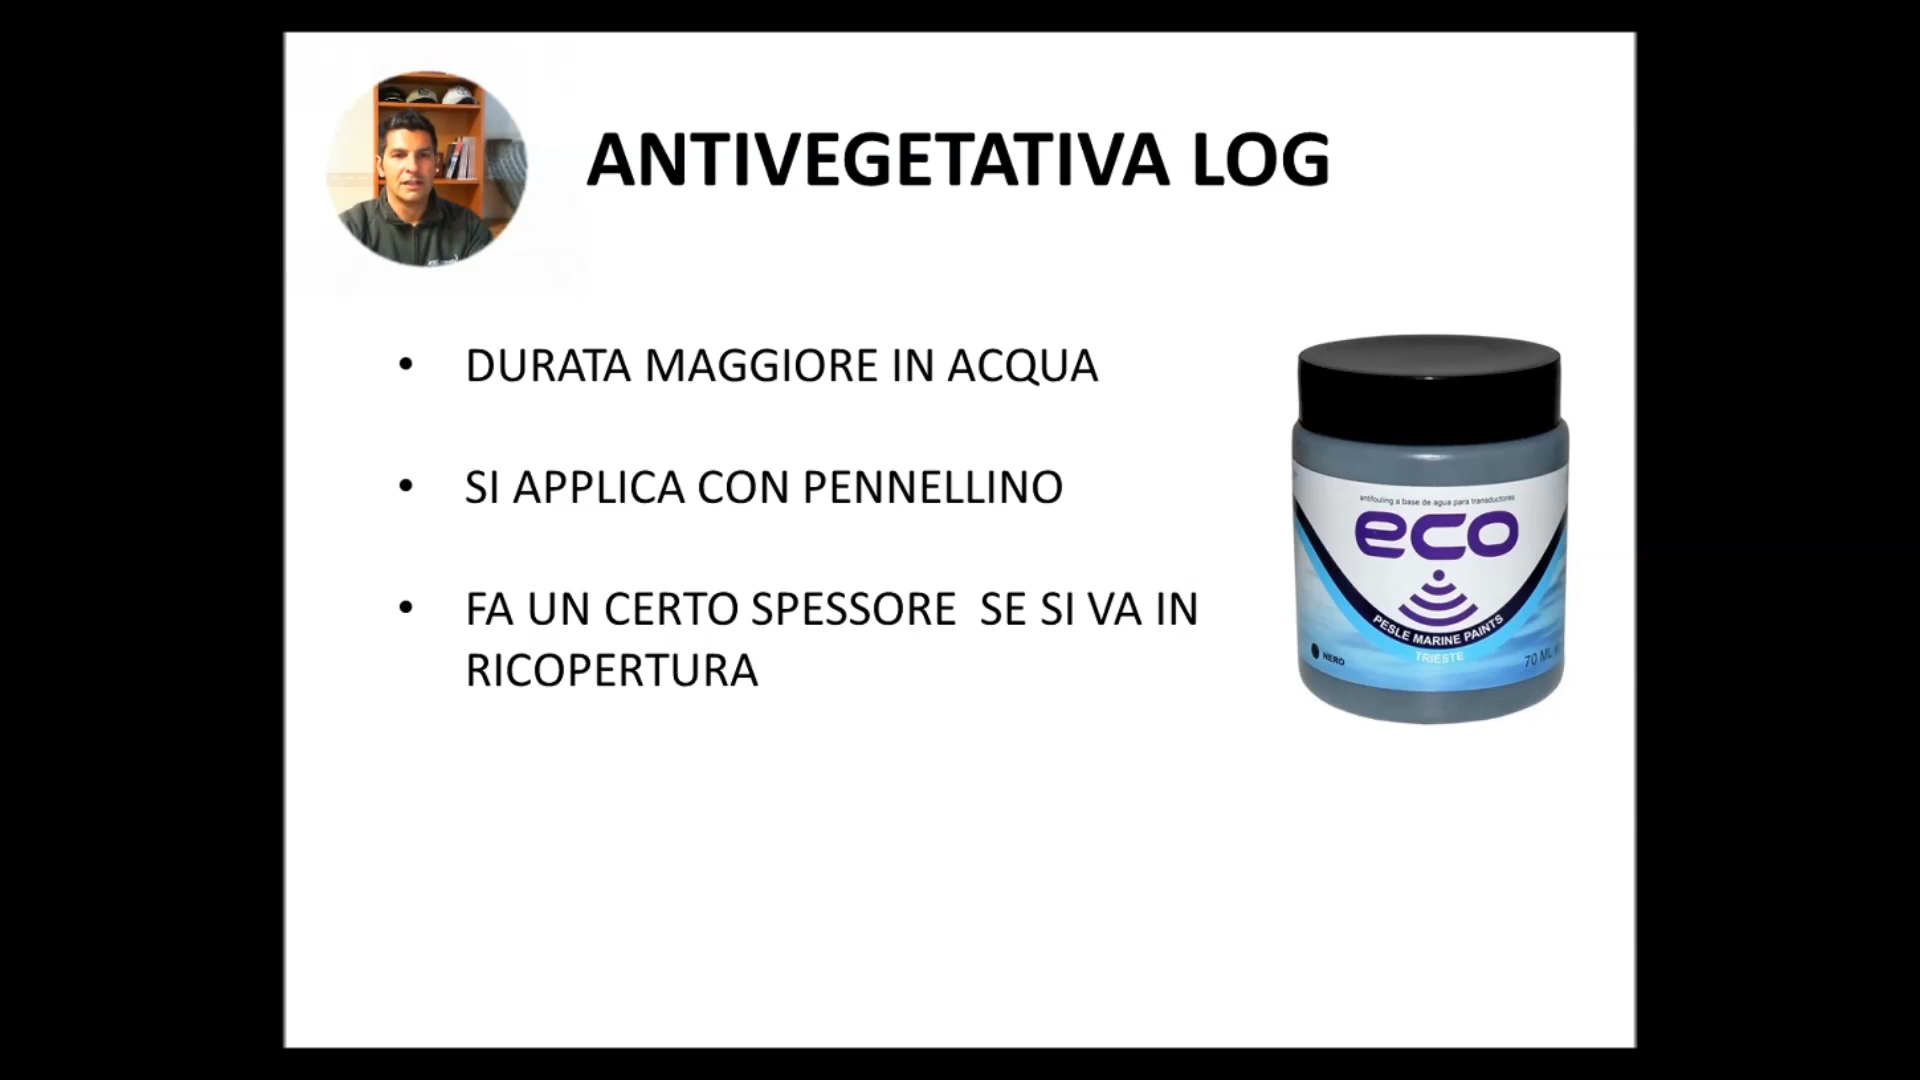 ANTIVEGETATIVA LOG
• DURATA MAGGIORE IN ACQUA
• SI APPLICA CON PENNELLINO
• FA UN CERTO SPESSORE  SE SI VA IN
RICOPERTURA
antifouling a base de agua para transductores
eco
PESLE MARINE PAINTS
TRIESTE
NERO
70 ML